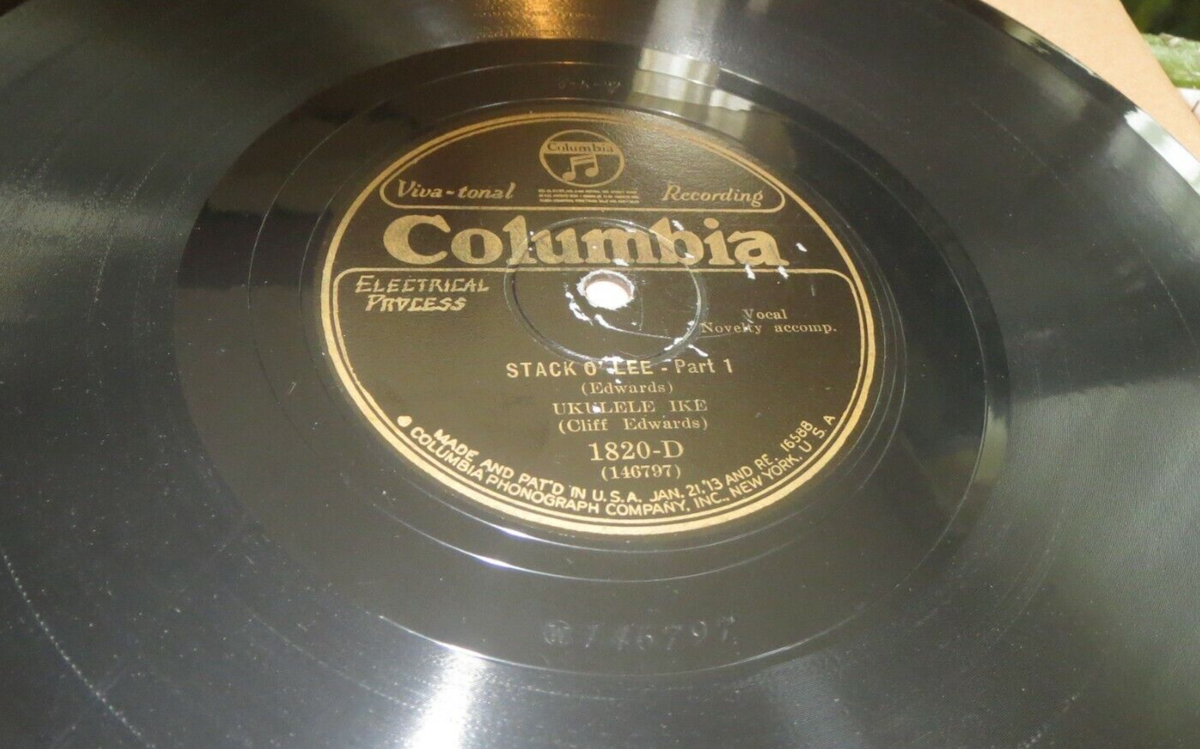 Columbia
Viva-tonal Recording
Columbia
ELECTRICAL
PROCESS
Vocal
Novelty accomp.
STACK O' LEE - Part 1
(Edwards)
UKULELE IKE
(Cliff Edwards)
1820-D
(146797)
MADE AND PAT'D IN U.S.A. JAN. 21, '13 AND RE 16588
COLUMBIA PHONOGRAPH COMPANY, INC., NEW YORK, U S A
146797